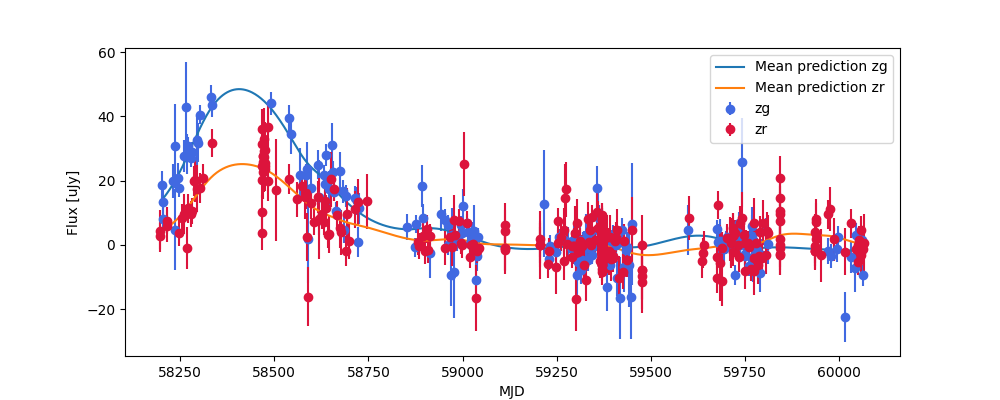 60
40
20
0
−20
Flux [uJy]
Mean prediction zg
Mean prediction zr
zg
zr
58250 58500 58750 59000 59250 59500 59750 60000
MJD